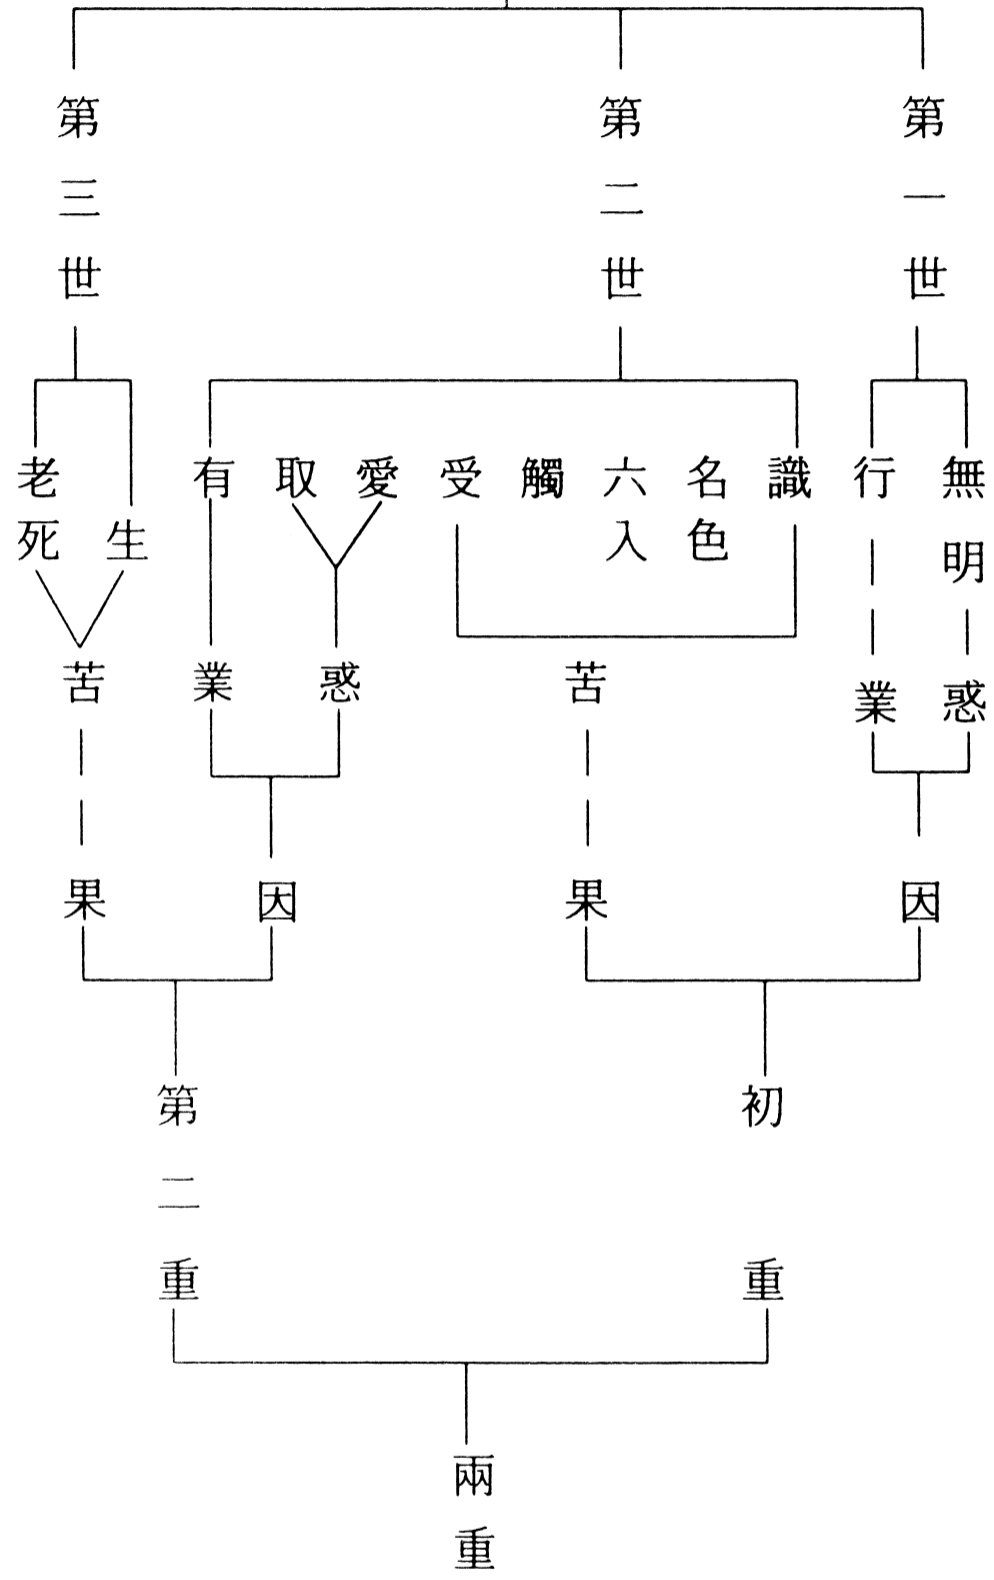 第一世
第二世
第三世
無明
行
識
名色
六入
觸
受
愛
取
有
生
老死
惑
業
苦
惑
業
苦
因
果
因
果
初重
第二重
兩重